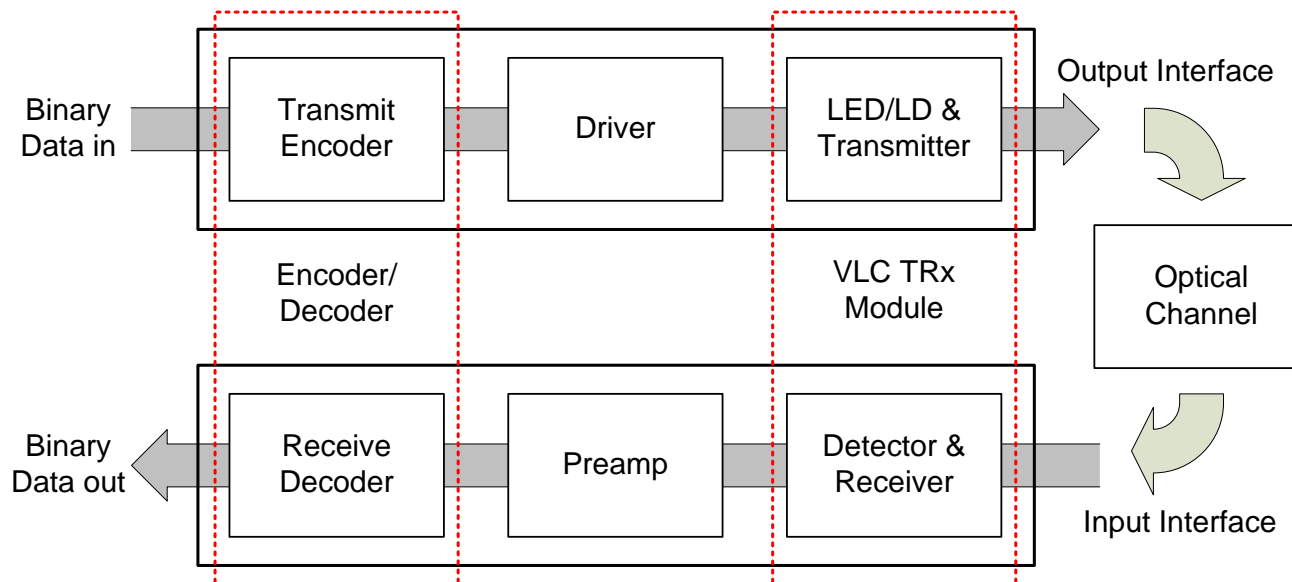 Binary
Data in
Transmit
Encoder
Driver
LED/LD &
Transmitter
Output Interface
Encoder/
Decoder
VLC TRx
Module
Optical
Channel
Binary
Data out
Receive
Decoder
Preamp
Detector &
Receiver
Input Interface